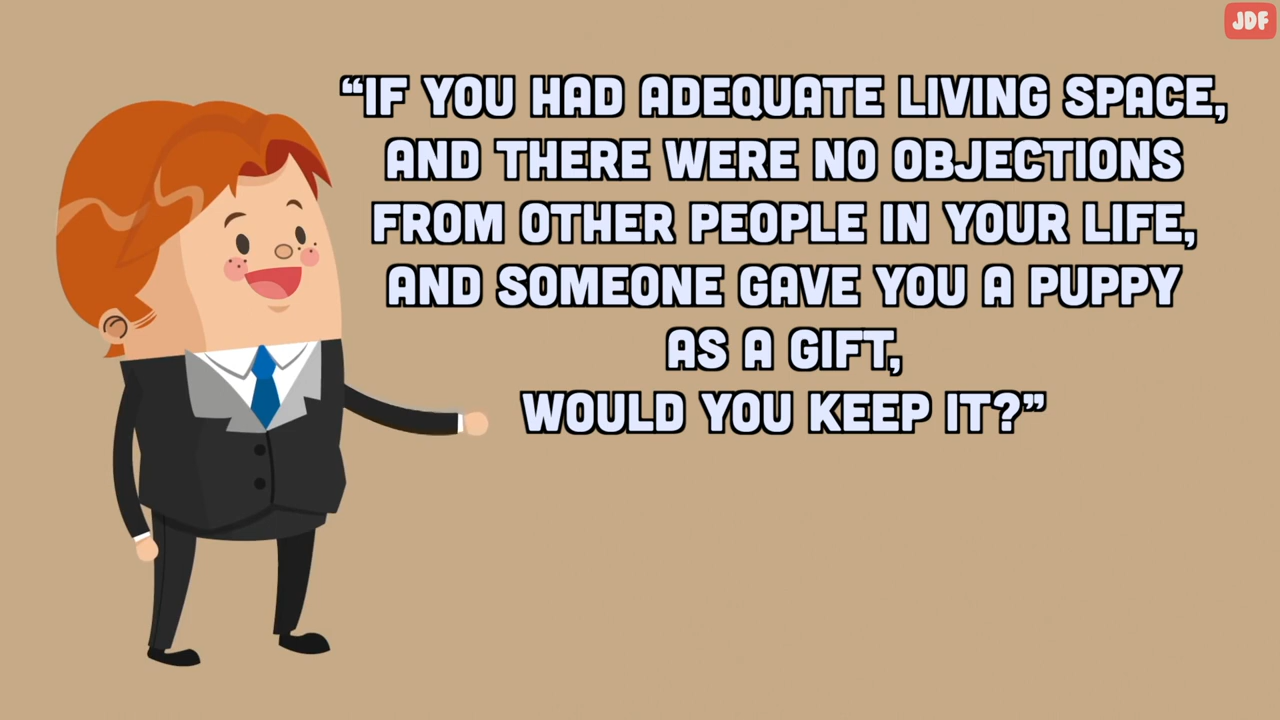 JDF
“IF YOU HAD ADEQUATE LIVING SPACE,
AND THERE WERE NO OBJECTIONS
FROM OTHER PEOPLE IN YOUR LIFE,
AND SOMEONE GAVE YOU A PUPPY
AS A GIFT,
WOULD YOU KEEP IT?”